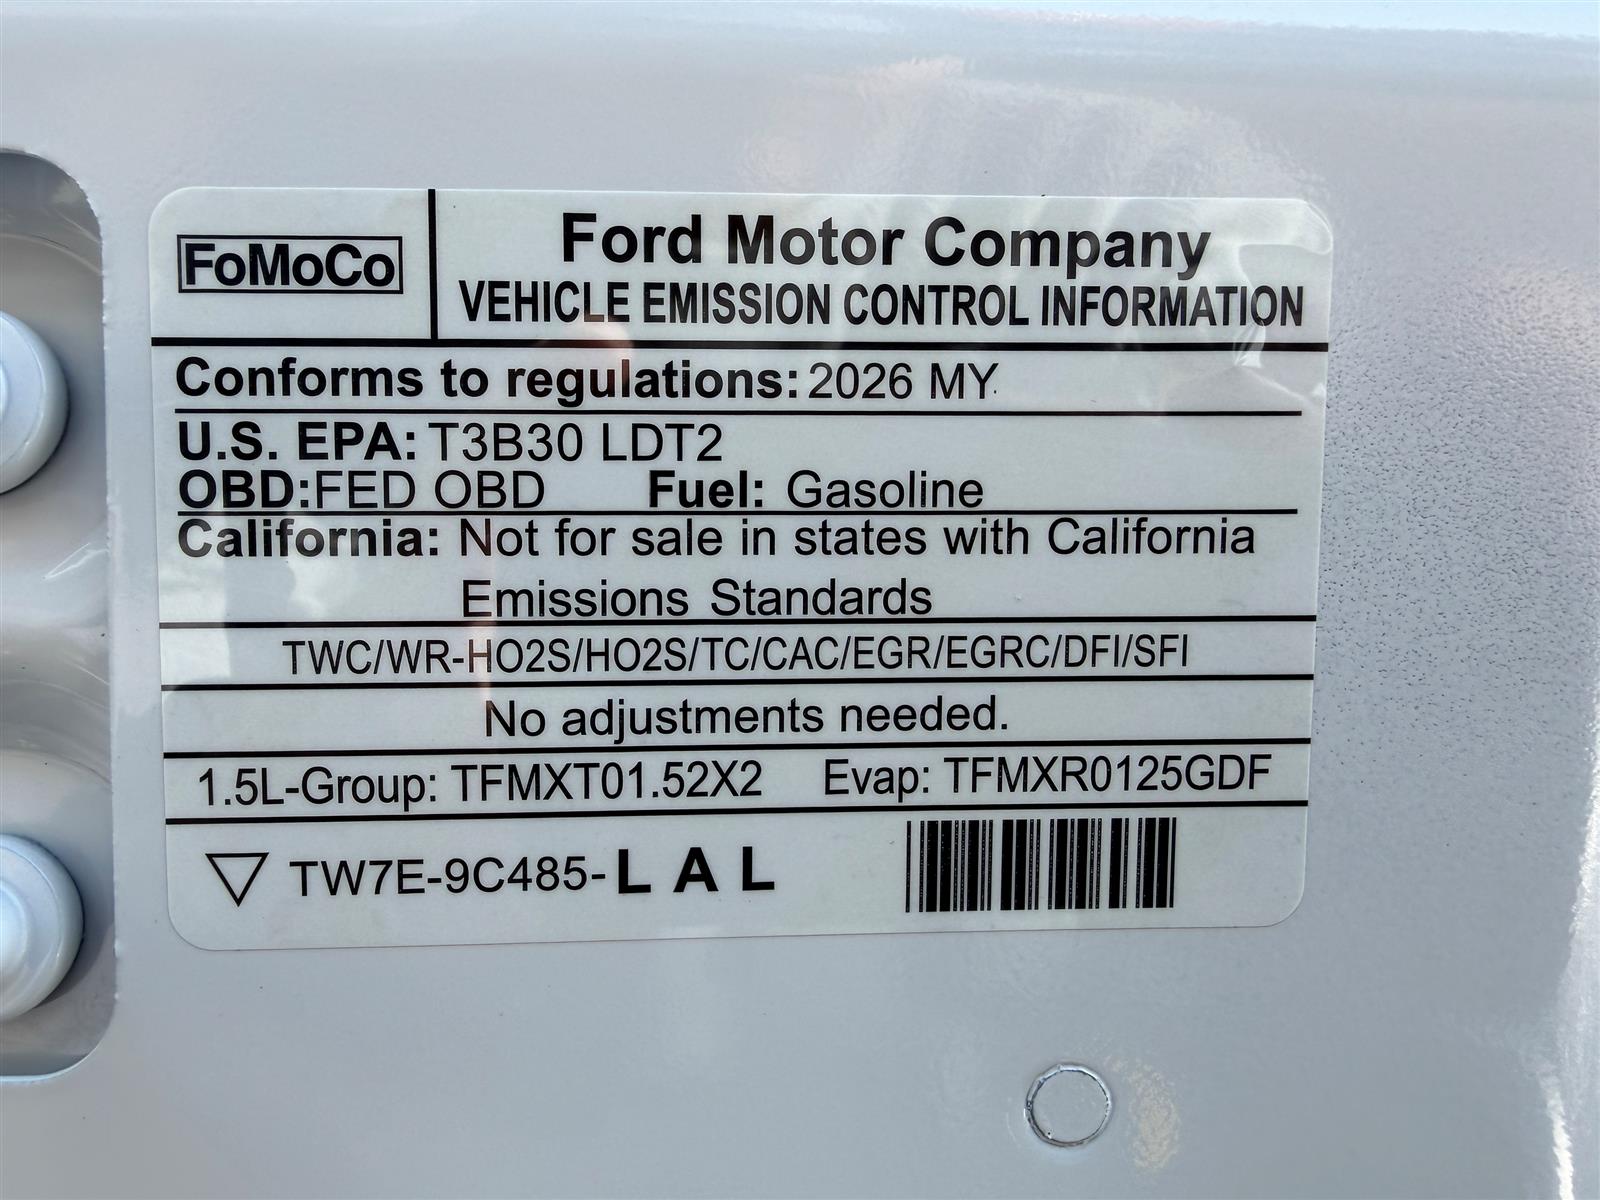 FoMoCo
Ford Motor Company
VEHICLE EMISSION CONTROL INFORMATION
Conforms to regulations: 2026 MY
U.S. EPA: T3B30 LDT2
OBD:FED OBD Fuel: Gasoline
California: Not for sale in states with California
Emissions Standards
TWC/WR-HO2S/HO2S/TC/CAC/EGR/EGRC/DFI/SFI
No adjustments needed.
1.5L-Group: TFMXT01.52X2 Evap: TFMXR0125GDF
TW7E-9C485-LAL